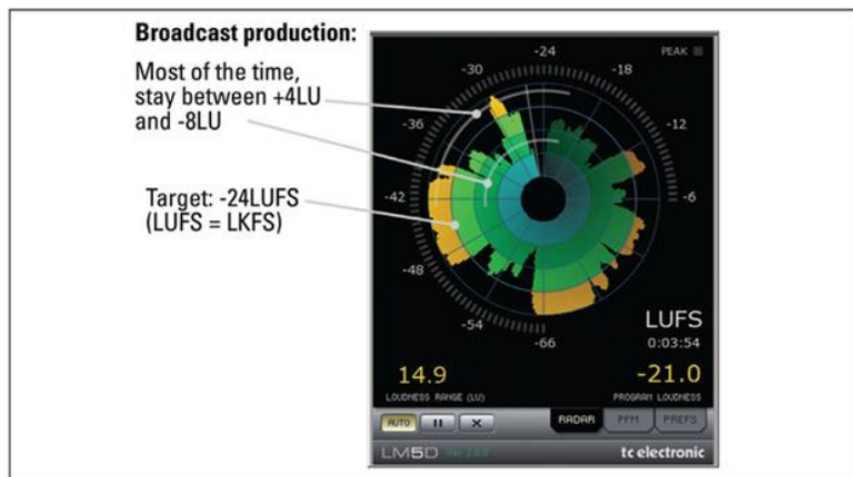 Broadcast production:
Most of the time,
stay between +4LU
and -8LU
Target: -24LUFS
(LUFS = LKFS)
PEAK
-24
-30
-18
-36
-12
-42
-6
-48
-54
-66
LUFS
0:03:54
14.9
-21.0
LOUDNESS RANGE (LU)
PROGRAM LOUDNESS
AUTO
RADAR
PPM
PREFS
LM5D
tc electronic